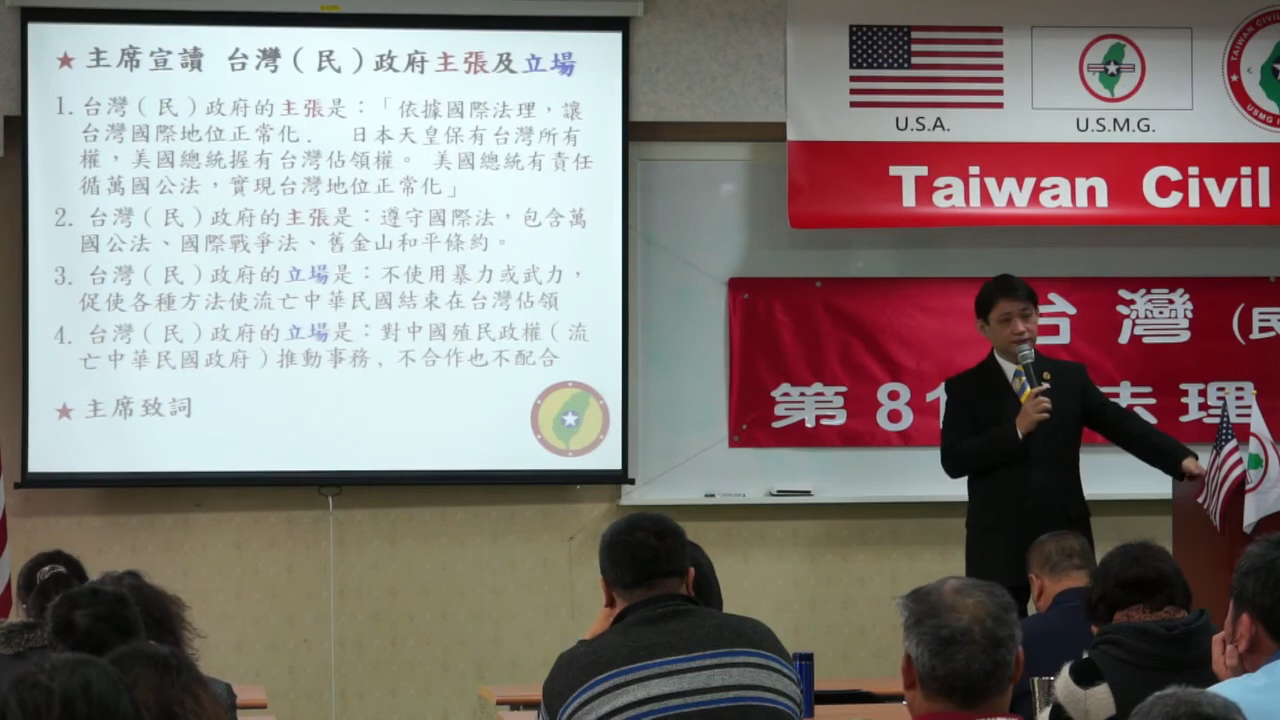 ★ 主席宣讀 台灣（民）政府主張及立場
1. 台灣（民）政府的主張是：「依據國際法理，讓
台灣國際地位正常化． 日本天皇保有台灣所有
權，美國總統握有台灣佔領權。 美國總統有責任
循萬國公法，實現台灣地位正常化」
2. 台灣（民）政府的主張是：遵守國際法，包含萬
國公法、國際戰爭法、舊金山和平條約。
3. 台灣（民）政府的立場是：不使用暴力或武力，
促使各種方法使流亡中華民國結束在台灣佔領
4. 台灣（民）政府的立場是：對中國殖民政權（流
亡中華民國政府）推動事務，不合作也不配合
★ 主席致詞
U.S.A.
U.S.M.G.
TAIWAN CIVIL
USMG
Taiwan Civil
台灣（民
第81
理